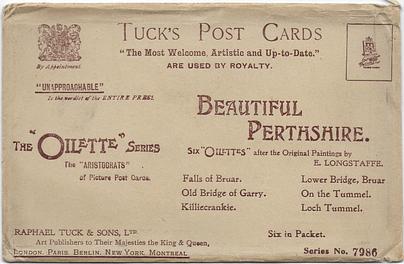 TUCK'S POST CARDS
"The Most Welcome, Artistic and Up-to-Date."
ARE USED BY ROYALTY.
By Appointment.
"UNAPPROACHABLE"
Is the verdict of the ENTIRE PRESS.
BEAUTIFUL
PERTHSHIRE.
THE "OILETTE" SERIES
The "ARISTOCRATS"
of Picture Post Cards.
SIX "OILETTES" after the Original Paintings by
E. LONGSTAFFE.
Falls of Bruar. Lower Bridge, Bruar
Old Bridge of Garry. On the Tummel.
Killiecrankie. Loch Tummel.
RAPHAEL TUCK & SONS, LTD. Six in Packet.
Art Publishers to Their Majesties the King & Queen,
LONDON. PARIS. BERLIN. NEW YORK. MONTREAL Series No. 7986